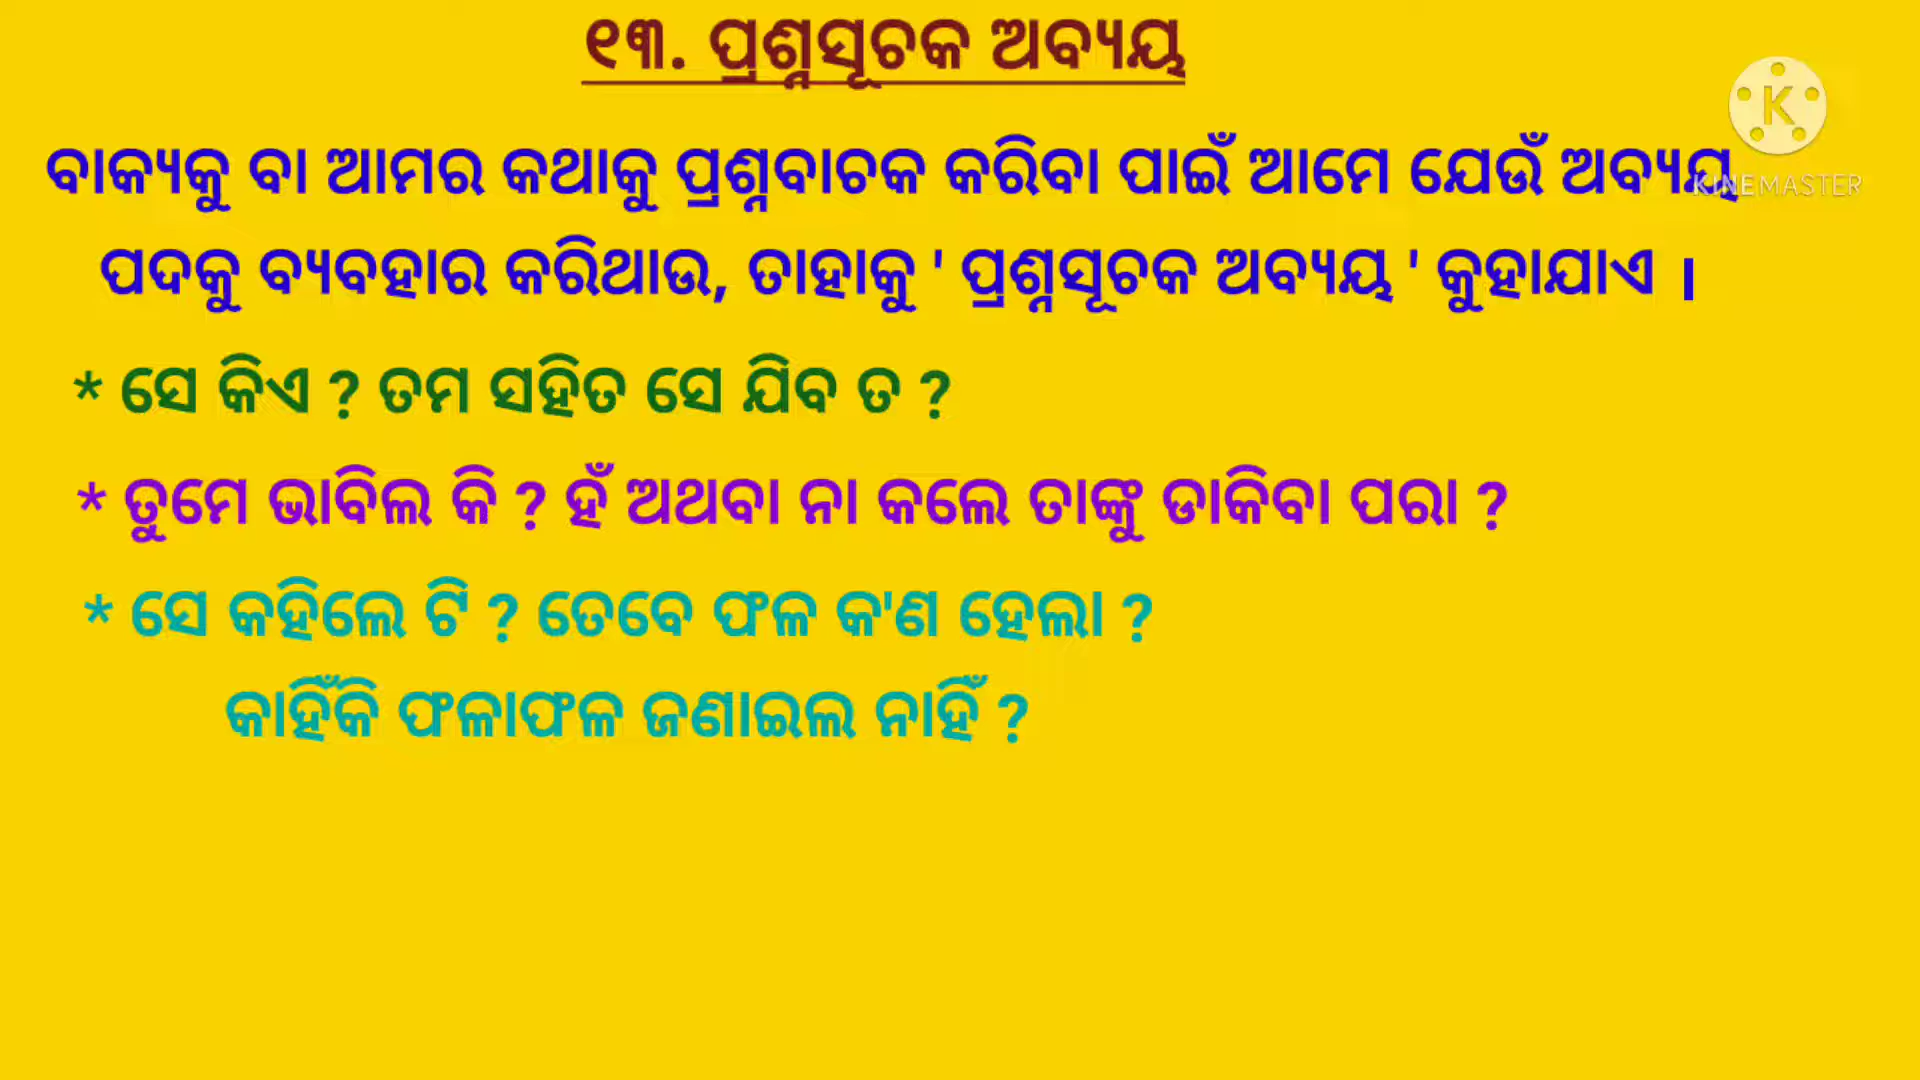 ୧୩. ପ୍ରଶ୍ନସୂଚକ ଅବ୍ୟୟ
ବାକ୍ୟକୁ ବା ଆମର କଥାକୁ ପ୍ରଶ୍ନବାଚକ କରିବା ପାଇଁ ଆମେ ଯେଉଁ ଅବ୍ୟୟ
KINEMASTER
ପଦକୁ ବ୍ୟବହାର କରିଥାଉ, ତାହାକୁ ' ପ୍ରଶ୍ନସୂଚକ ଅବ୍ୟୟ ' କୁହାଯାଏ ।
* ସେ କିଏ ? ତମ ସହିତ ସେ ଯିବ ତ ?
* ତୁମେ ଭାବିଲ କି ? ହଁ ଅଥବା ନା କଲେ ତାଙ୍କୁ ଡାକିବା ପରା ?
* ସେ କହିଲେ ଟି ? ତେବେ ଫଳ କ'ଣ ହେଲା ?
କାହିଁକି ଫଳାଫଳ ଜଣାଇଲ ନାହିଁ ?